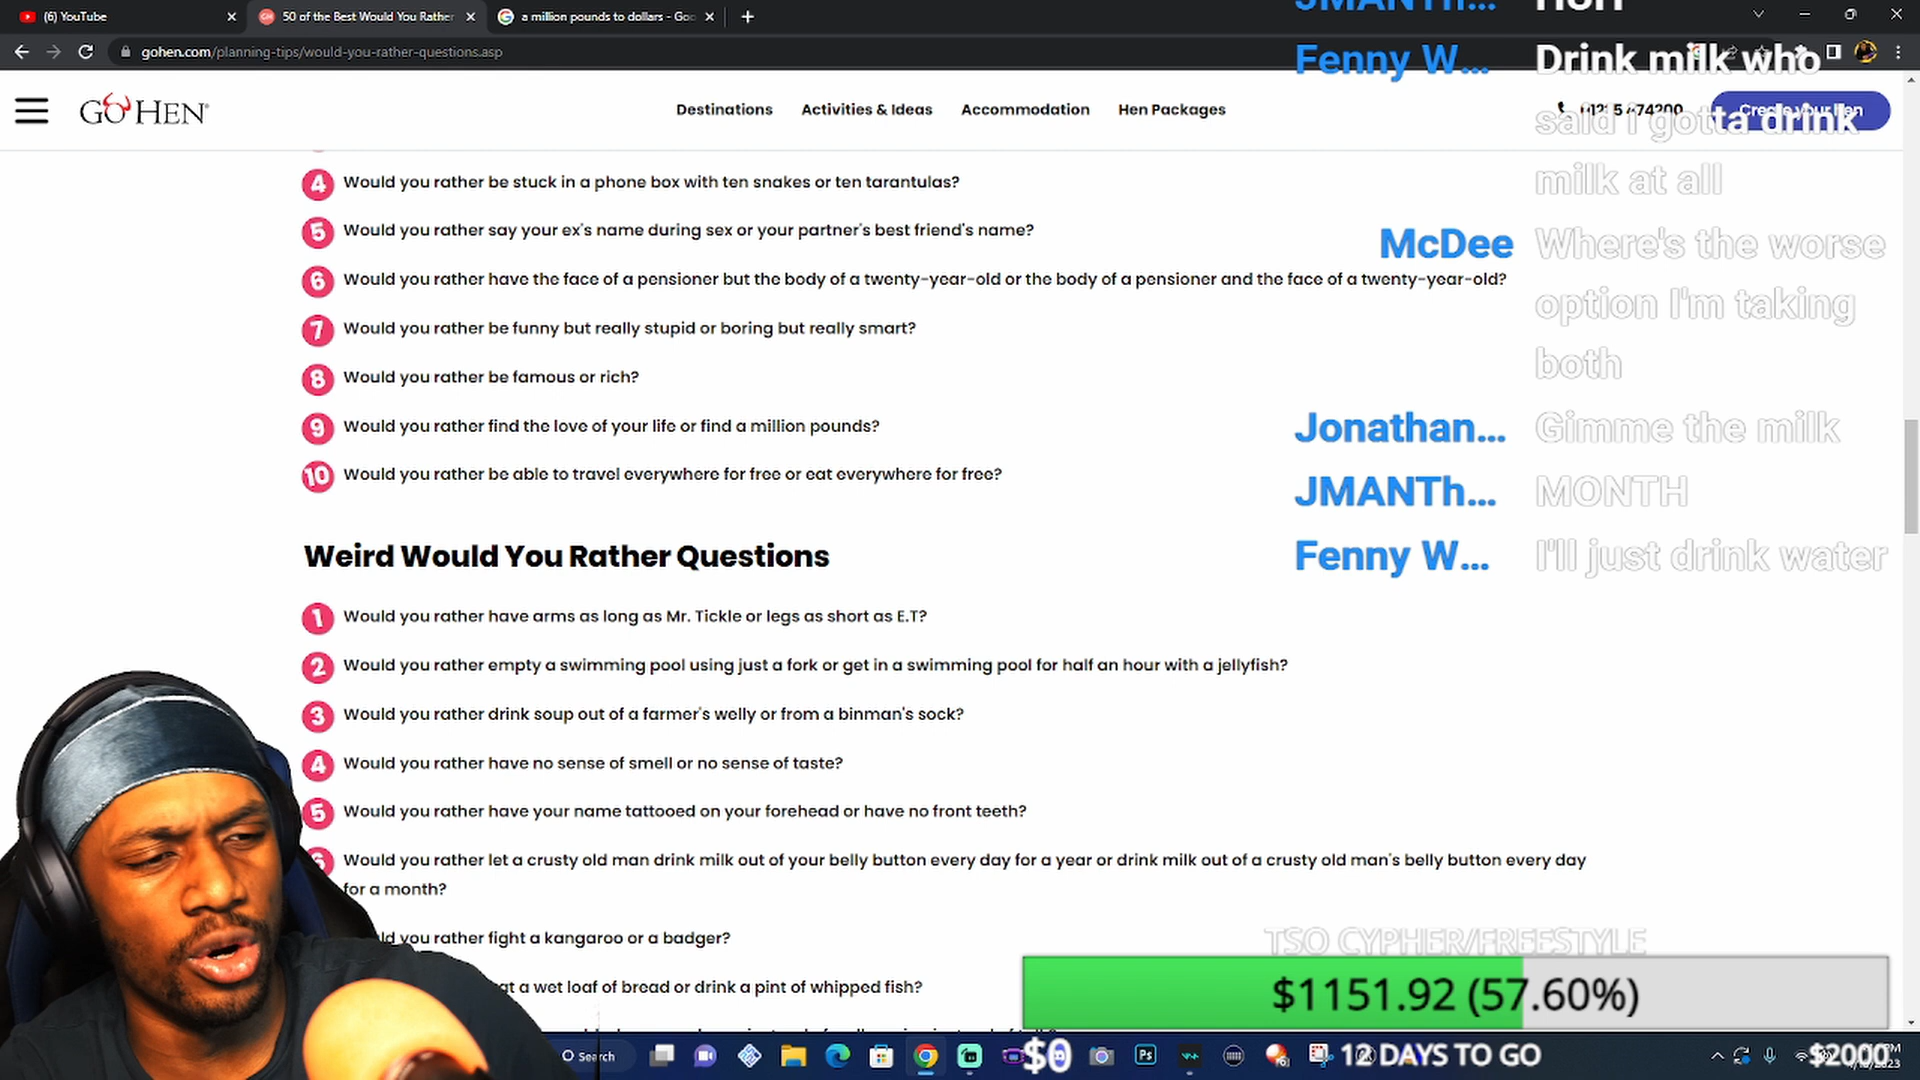 (6) YouTube
50 of the Best Would You Rather
a million pounds to dollars - Goo
gohen.com/planning-tips/would-you-rather-questions.asp
Fenny W... Drink milk who said i gotta drink milk at all
GO HEN
Destinations
Activities & Ideas
Accommodation
Hen Packages
4 Would you rather be stuck in a phone box with ten snakes or ten tarantulas?
5 Would you rather say your ex's name during sex or your partner's best friend's name?
McDee Where's the worse option I'm taking both
6 Would you rather have the face of a pensioner but the body of a twenty-year-old or the body of a pensioner and the face of a twenty-year-old?
7 Would you rather be funny but really stupid or boring but really smart?
8 Would you rather be famous or rich?
9 Would you rather find the love of your life or find a million pounds?
Jonathan... Gimme the milk
10 Would you rather be able to travel everywhere for free or eat everywhere for free?
JMANTh... MONTH
Weird Would You Rather Questions
Fenny W... I'll just drink water
1 Would you rather have arms as long as Mr. Tickle or legs as short as E.T?
2 Would you rather empty a swimming pool using just a fork or get in a swimming pool for half an hour with a jellyfish?
3 Would you rather drink soup out of a farmer's welly or from a binman's sock?
4 Would you rather have no sense of smell or no sense of taste?
5 Would you rather have your name tattooed on your forehead or have no front teeth?
6 Would you rather let a crusty old man drink milk out of your belly button every day for a year or drink milk out of a crusty old man's belly button every day
for a month?
you rather fight a kangaroo or a badger?
a wet loaf of bread or drink a pint of whipped fish?
TSO CYPHER/FREESTYLE
$1151.92 (57.60%)
Search
Ps
$0
12 DAYS TO GO
$2000